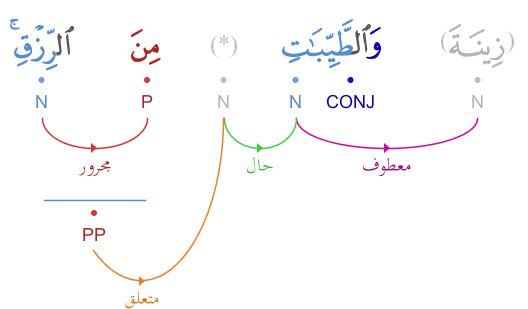 (زِينَةَ) وَٱلطَّيِّبَـٰتِ (*) مِنَ ٱلرِّزْقِ ۚ
N CONJ N N P N
معطوف حال مجرور
PP
متعلق